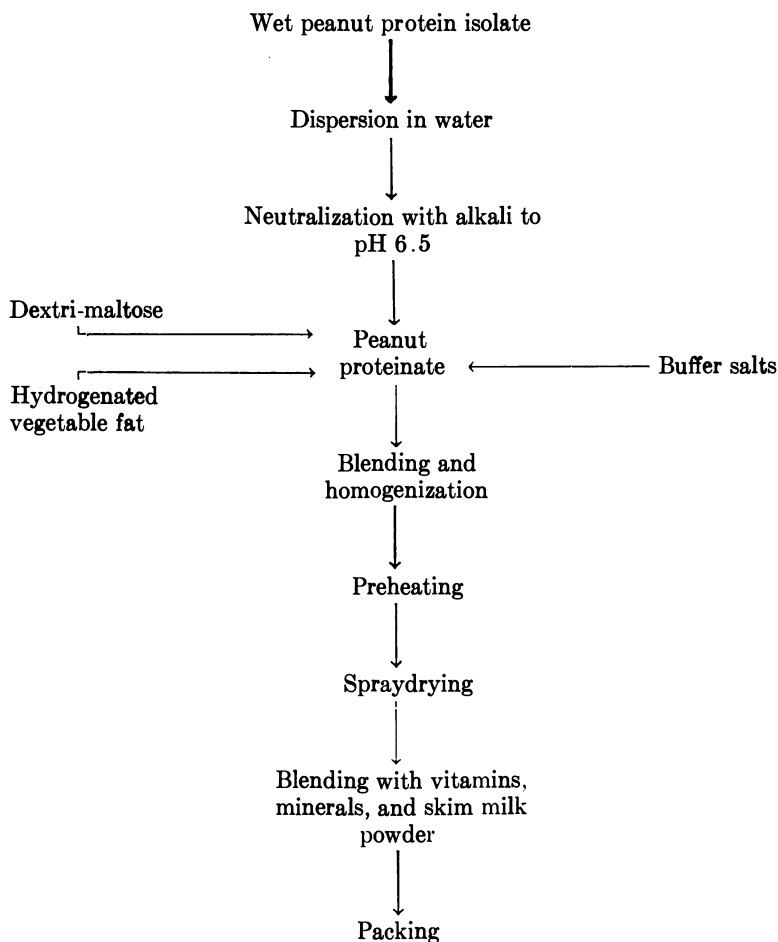 Wet peanut protein isolate
Dispersion in water
Neutralization with alkali to
pH 6.5
Dextri-maltose
Peanut
proteinate
Buffer salts
Hydrogenated
vegetable fat
Blending and
homogenization
Preheating
Spraydrying
Blending with vitamins,
minerals, and skim milk
powder
Packing